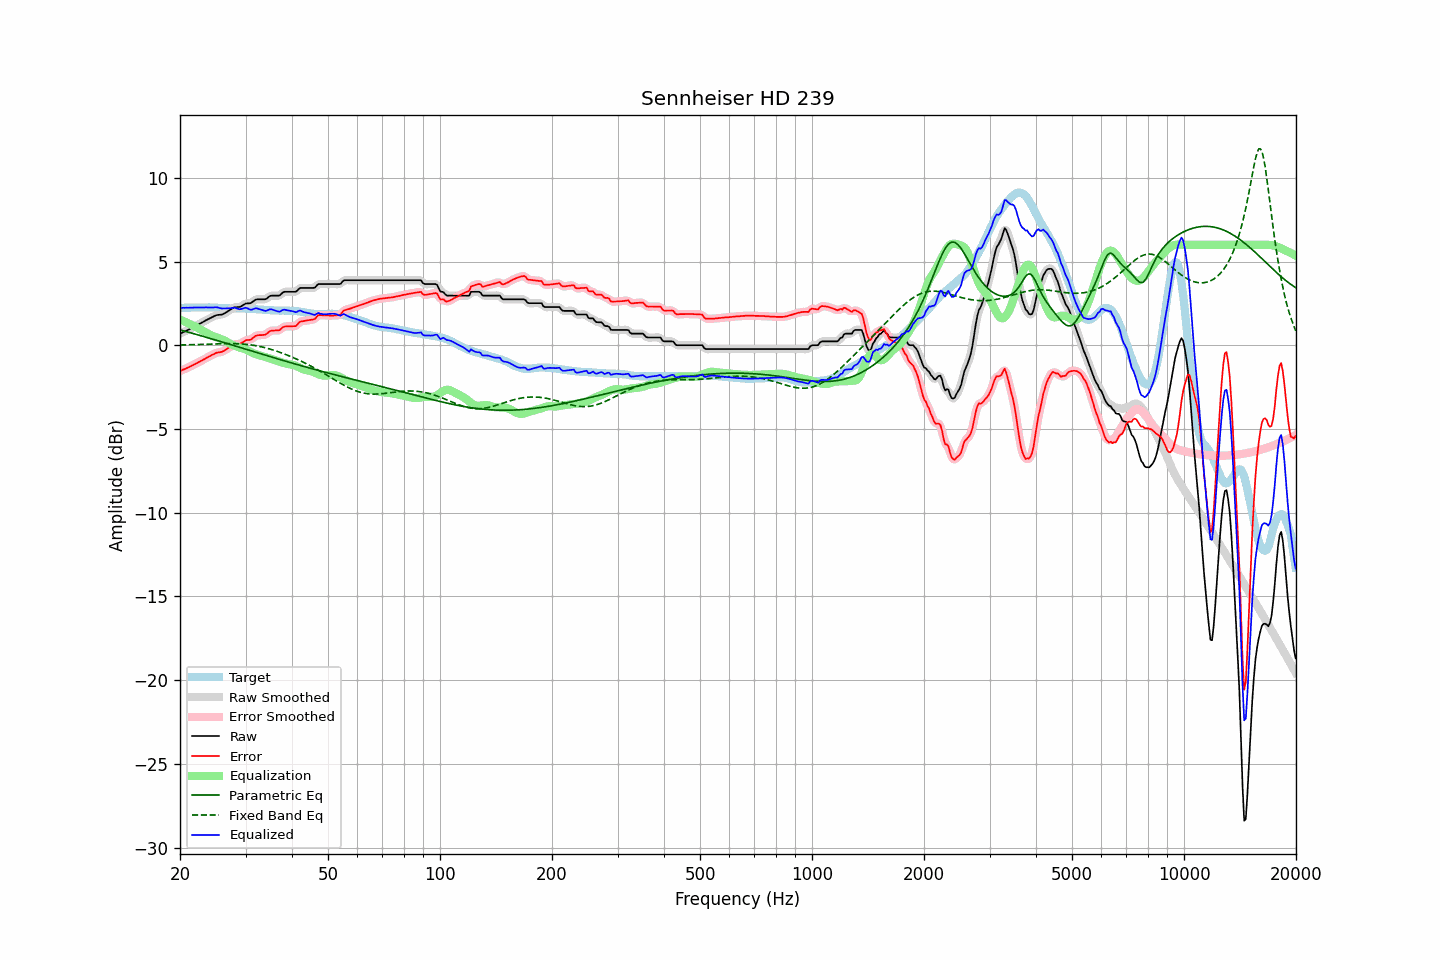 Sennheiser HD 239
Amplitude (dBr)
10
5
0
−5
−10
−15
−20
−25
−30
Target
Raw Smoothed
Error Smoothed
Raw
Error
Equalization
Parametric Eq
Fixed Band Eq
Equalized
20 50 100 200 500 1000 2000 5000 10000 20000
Frequency (Hz)